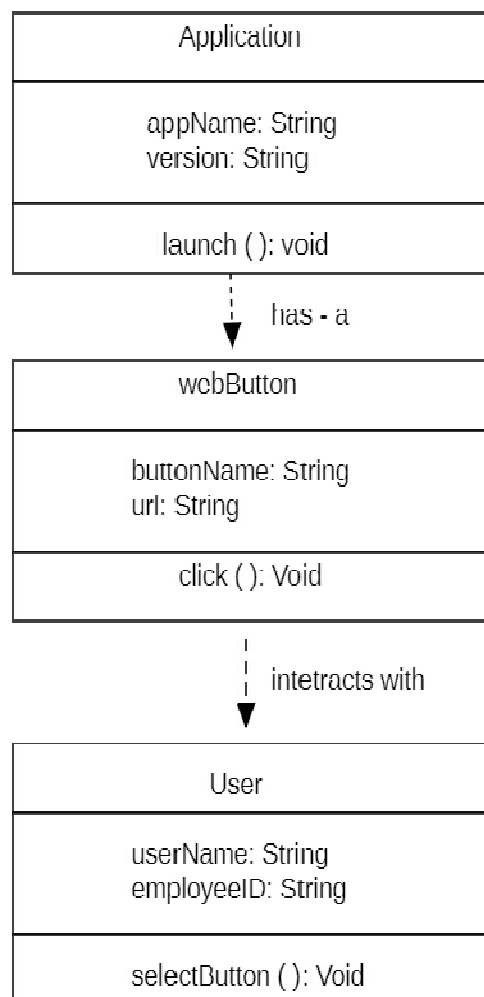 Application
appName: String
version: String
launch ( ): void
has - a
webButton
buttonName: String
url: String
click ( ): Void
intetracts with
User
userName: String
employeeID: String
selectButton ( ): Void